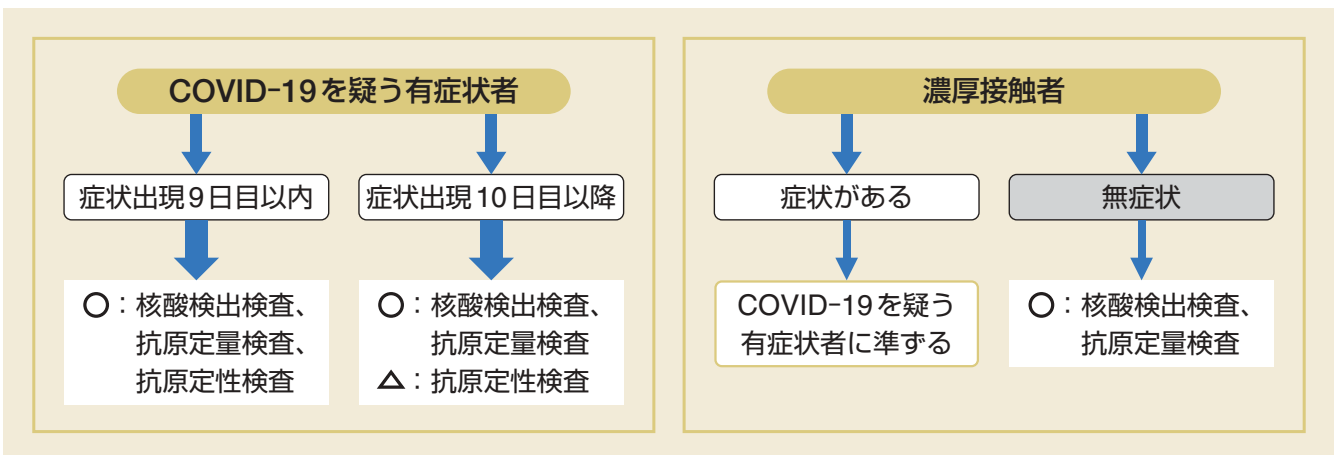 COVID-19を疑う有症状者
症状出現9日目以内
○：核酸検出検査、
抗原定量検査、
抗原定性検査
症状出現10日目以降
○：核酸検出検査、
抗原定量検査
△：抗原定性検査
濃厚接触者
症状がある
COVID-19を疑う
有症状者に準ずる
無症状
○：核酸検出検査、
抗原定量検査